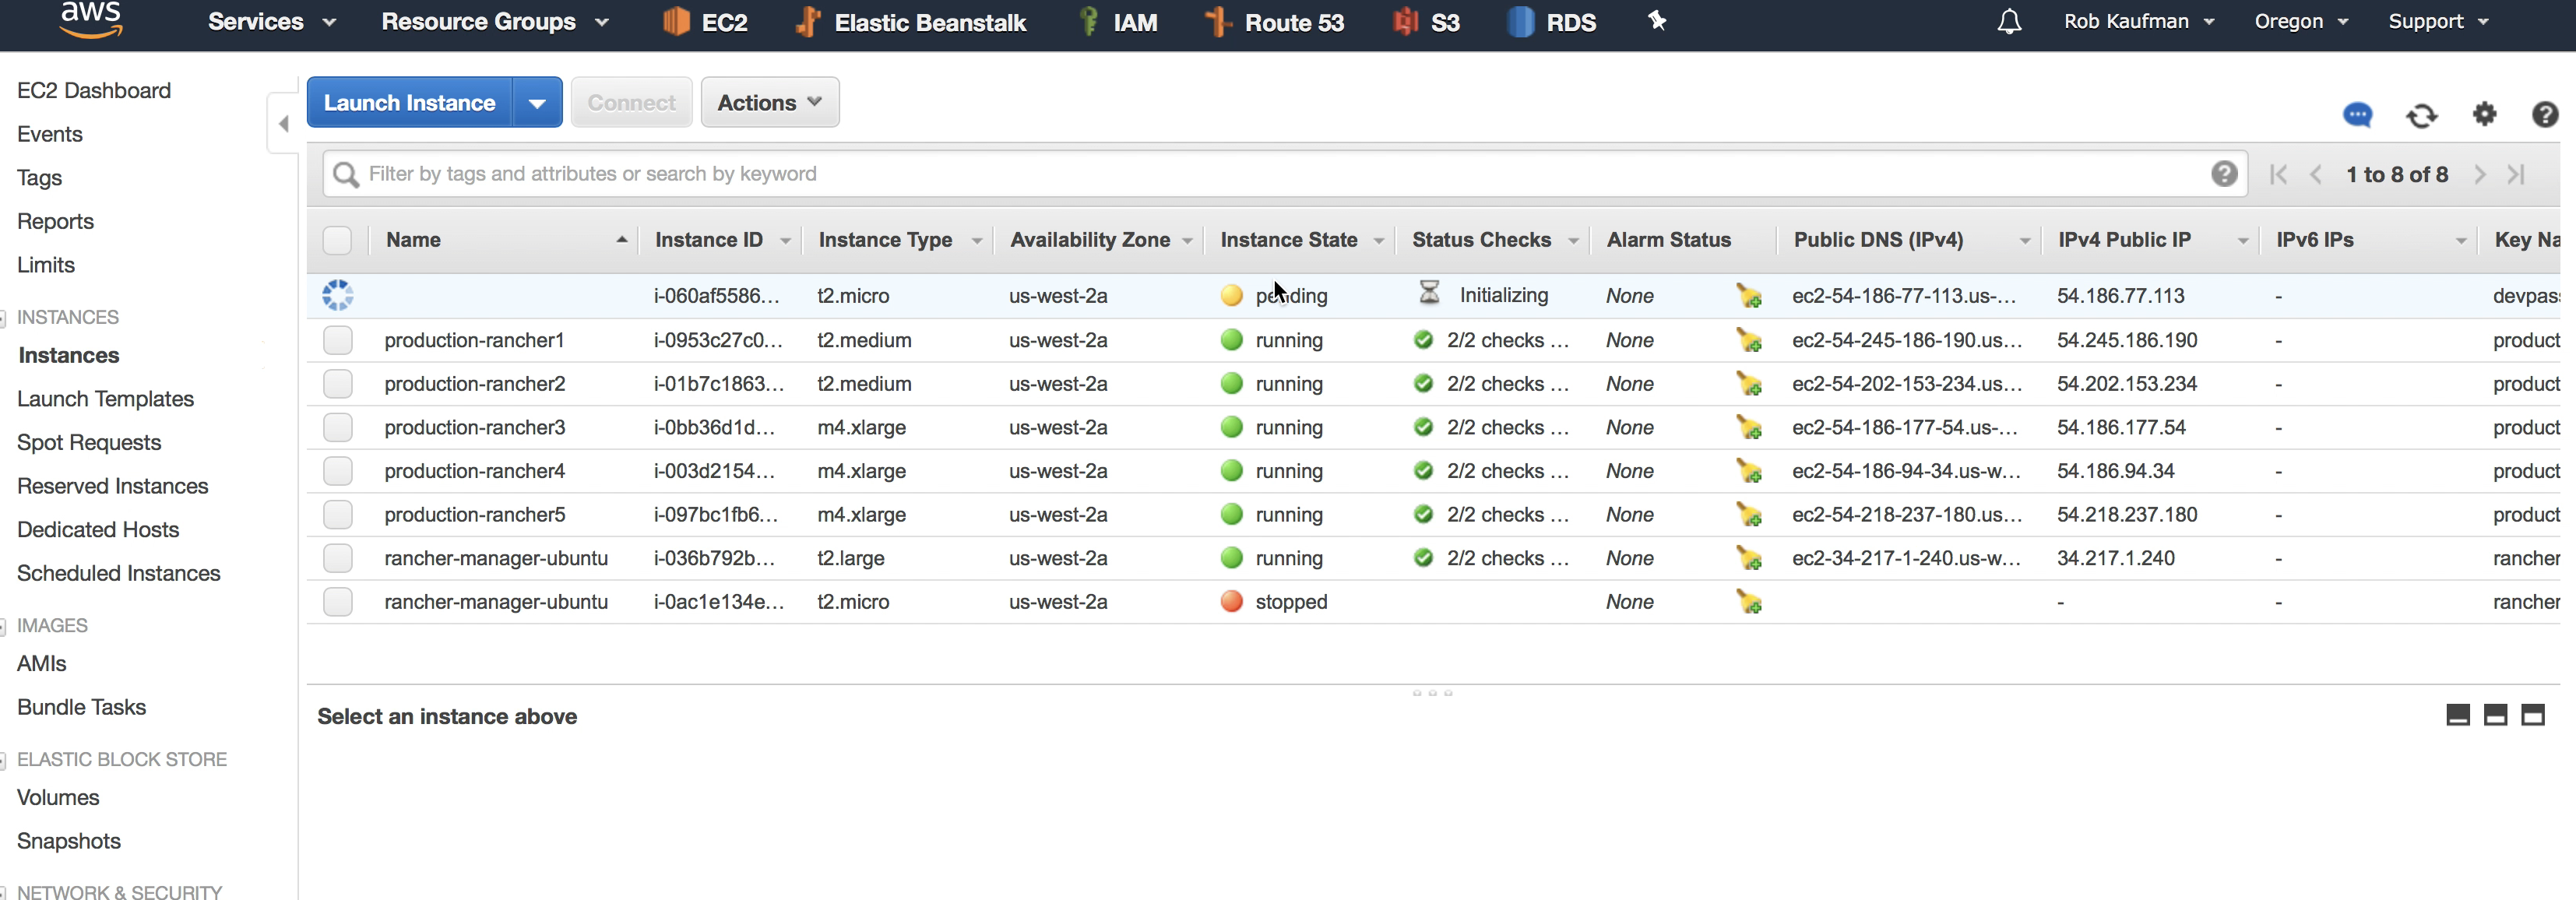 aws Services Resource Groups EC2 Elastic Beanstalk IAM Route 53 S3 RDS Rob Kaufman Oregon Support
EC2 Dashboard
Events
Tags
Reports
Limits
INSTANCES
Instances
Launch Templates
Spot Requests
Reserved Instances
Dedicated Hosts
Scheduled Instances
IMAGES
AMIs
Bundle Tasks
ELASTIC BLOCK STORE
Volumes
Snapshots
NETWORK & SECURITY
Launch Instance Connect Actions
Filter by tags and attributes or search by keyword 1 to 8 of 8
Name Instance ID Instance Type Availability Zone Instance State Status Checks Alarm Status Public DNS (IPv4) IPv4 Public IP IPv6 IPs Key Na
i-060af5586... t2.micro us-west-2a pending Initializing None ec2-54-186-77-113.us-... 54.186.77.113 - devpas
production-rancher1 i-0953c27c0... t2.medium us-west-2a running 2/2 checks ... None ec2-54-245-186-190.us... 54.245.186.190 - product
production-rancher2 i-01b7c1863... t2.medium us-west-2a running 2/2 checks ... None ec2-54-202-153-234.us... 54.202.153.234 - product
production-rancher3 i-0bb36d1d... m4.xlarge us-west-2a running 2/2 checks ... None ec2-54-186-177-54.us-... 54.186.177.54 - product
production-rancher4 i-003d2154... m4.xlarge us-west-2a running 2/2 checks ... None ec2-54-186-94-34.us-w... 54.186.94.34 - product
production-rancher5 i-097bc1fb6... m4.xlarge us-west-2a running 2/2 checks ... None ec2-54-218-237-180.us... 54.218.237.180 - product
rancher-manager-ubuntu i-036b792b... t2.large us-west-2a running 2/2 checks ... None ec2-34-217-1-240.us-w... 34.217.1.240 - rancher
rancher-manager-ubuntu i-0ac1e134e... t2.micro us-west-2a stopped None - - rancher
Select an instance above